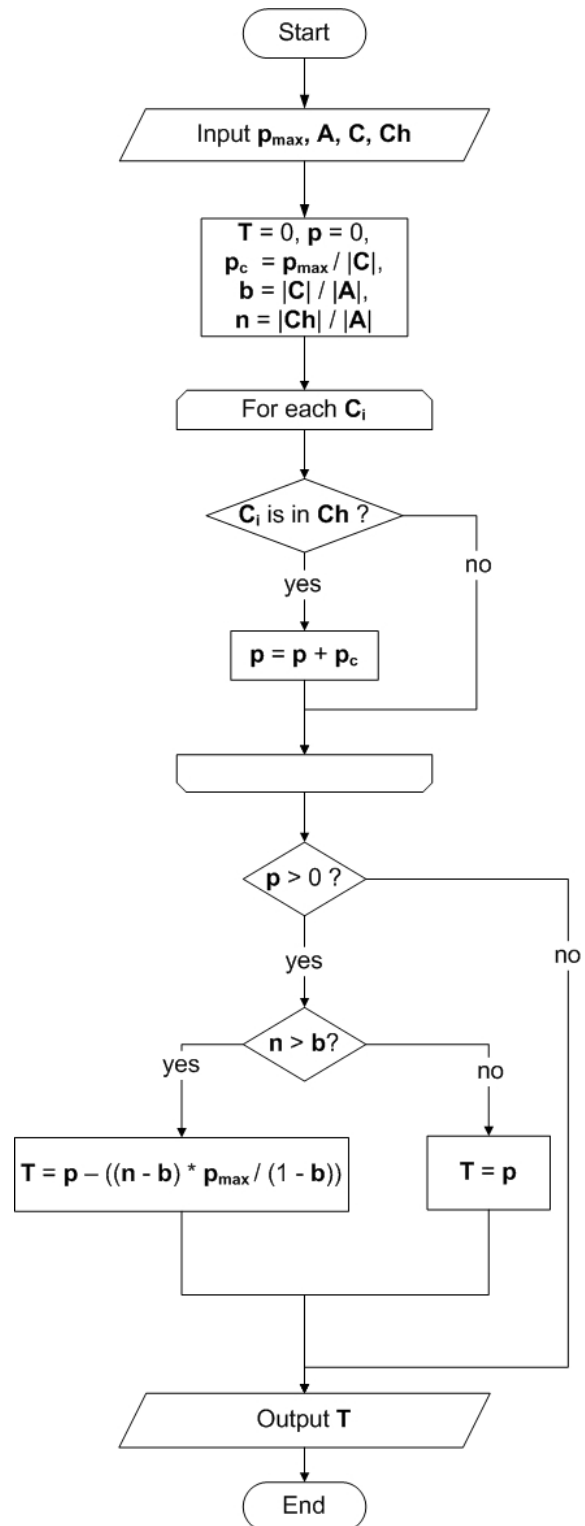 Start
Input pmax, A, C, Ch
T = 0, p = 0,
pc = pmax / |C|,
b = |C| / |A|,
n = |Ch| / |A|
For each Ci
Ci is in Ch ?
no
yes
p = p + pc
p > 0 ?
no
yes
n > b?
yes
no
T = p – ((n - b) * pmax / (1 - b))
T = p
Output T
End